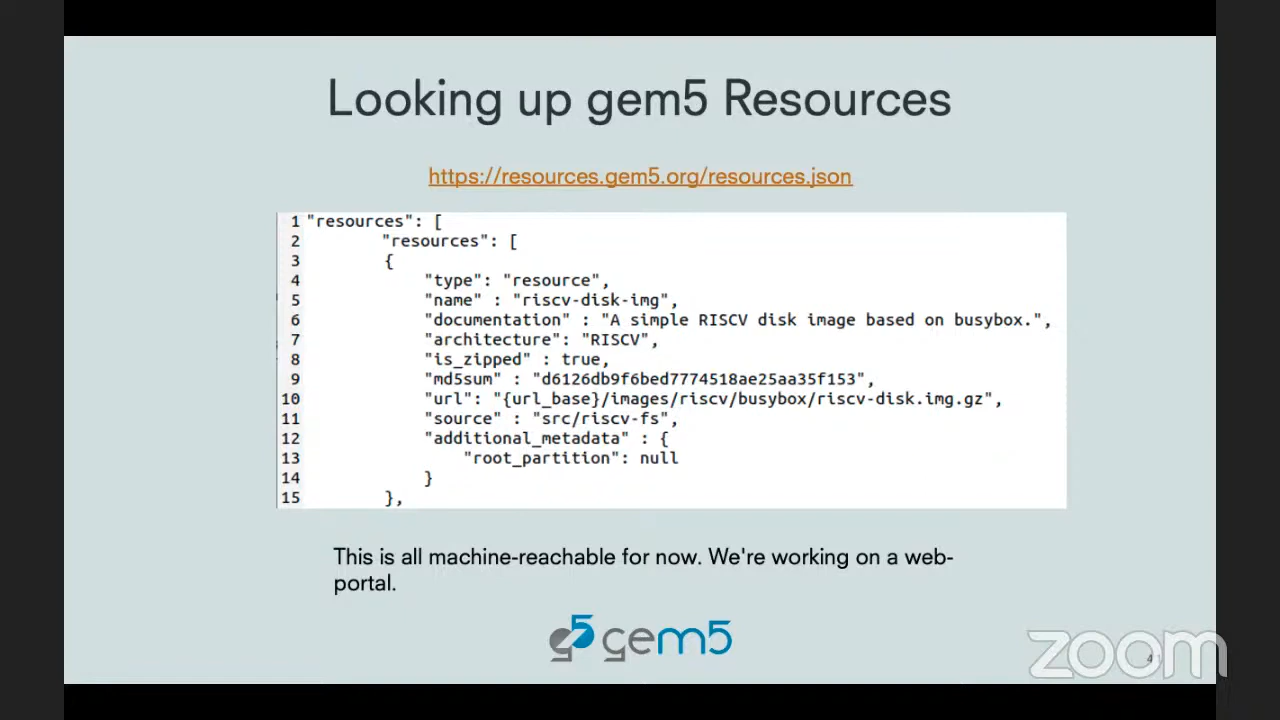 Looking up gem5 Resources
https://resources.gem5.org/resources.json
1 "resources": [
2 "resources": [
3 {
4 "type": "resource",
5 "name" : "riscv-disk-img",
6 "documentation" : "A simple RISCV disk image based on busybox.",
7 "architecture": "RISCV",
8 "is_zipped" : true,
9 "md5sum" : "d6126db9f6bed7774518ae25aa35f153",
10 "url": "{url_base}/images/riscv/busybox/riscv-disk.img.gz",
11 "source" : "src/riscv-fs",
12 "additional_metadata" : {
13 "root_partition": null
14 }
15 },
This is all machine-reachable for now. We're working on a web-
portal.
g5 gem5
zoom